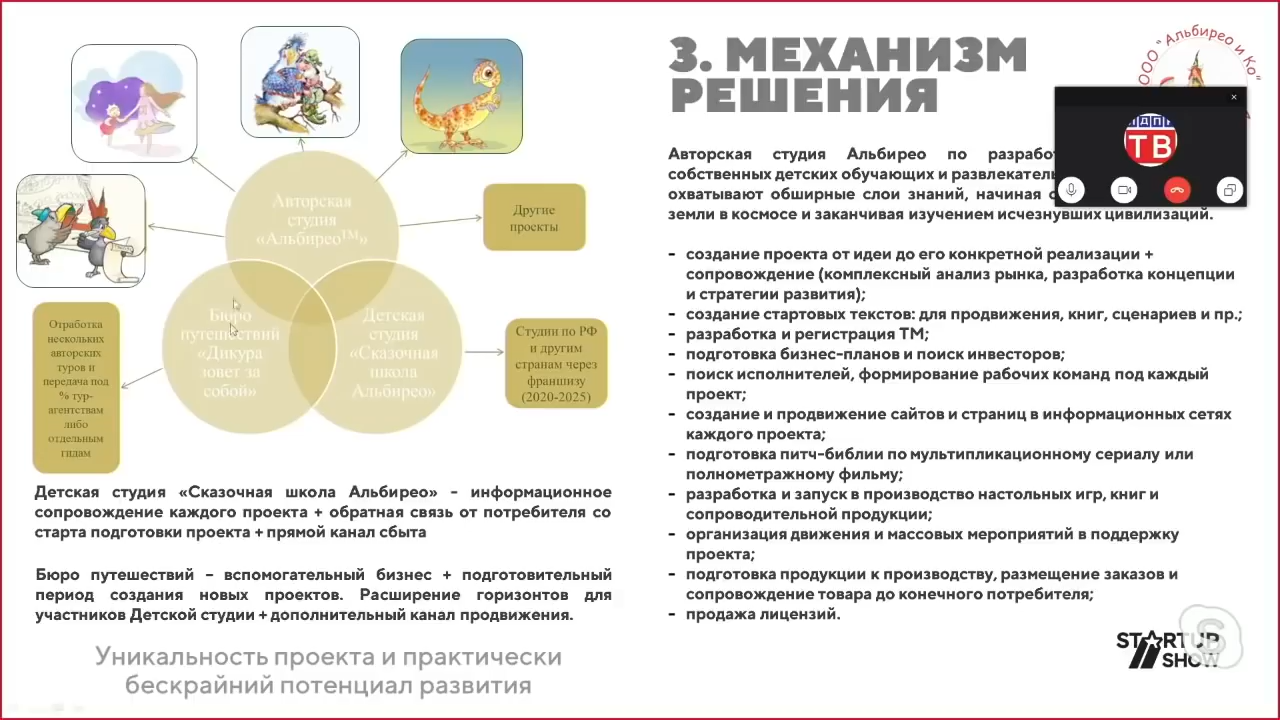 Авторская
студия
«Альбирео™»
Бюро
путешествий
«Дикура
зовет за
собой»
Детская
студия
«Сказочная
школа
Альбирео»
Другие
проекты
Студии по РФ
и другим
странам через
франшизу
(2020-2025)
Отработка
нескольких
авторских
туров и
передача под
% тур-
агентствам
либо
отдельным
гидам
Детская студия «Сказочная школа Альбирео» - информационное
сопровождение каждого проекта + обратная связь от потребителя со
старта подготовки проекта + прямой канал сбыта
Бюро путешествий – вспомогательный бизнес + подготовительный
период создания новых проектов. Расширение горизонтов для
участников Детской студии + дополнительный канал продвижения.
Уникальность проекта и практически
бескрайний потенциал развития
3. МЕХАНИЗМ
РЕШЕНИЯ
ООО "Альбирео и Ко"
ТВ
Авторская студия Альбирео по
собственных детских обучающих и
охватывают обширные слои знаний, начиная
земли в космосе и заканчивая изучением исчезнувших цивилизаций.
- создание проекта от идеи до его конкретной реализации +
сопровождение (комплексный анализ рынка, разработка концепции
и стратегии развития);
- создание стартовых текстов: для продвижения, книг, сценариев и пр.;
- разработка и регистрация ТМ;
- подготовка бизнес-планов и поиск инвесторов;
- поиск исполнителей, формирование рабочих команд под каждый
проект;
- создание и продвижение сайтов и страниц в информационных сетях
каждого проекта;
- подготовка питч-библии по мультипликационному сериалу или
полнометражному фильму;
- разработка и запуск в производство настольных игр, книг и
сопроводительной продукции;
- организация движения и массовых мероприятий в поддержку
проекта;
- подготовка продукции к производству, размещение заказов и
сопровождение товара до конечного потребителя;
- продажа лицензий.
STARTUP
SHOW